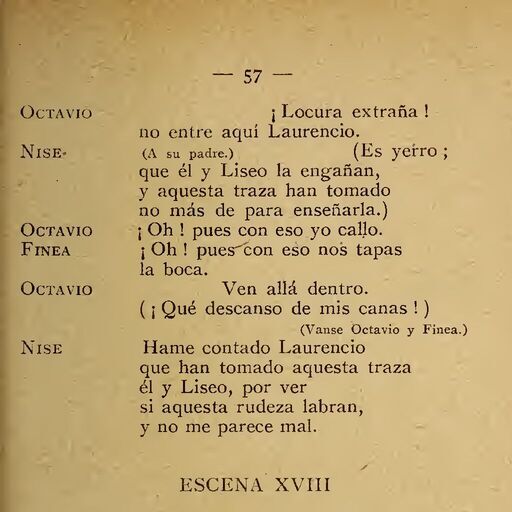 — 57 —
OCTAVIO ¡ Locura extraña !
no entre aquí Laurencio.
NISE (A su padre.) (Es yerro ;
que él y Liseo la engañan,
y aquesta traza han tomado
no más de para enseñarla.)
OCTAVIO ¡ Oh ! pues con eso yo callo.
FINEA ¡ Oh ! pues con eso nos tapas
la boca.
OCTAVIO Ven allá dentro.
( ¡ Qué descanso de mis canas ! )
(Vanse Octavio y Finea.)
NISE Hame contado Laurencio
que han tomado aquesta traza
él y Liseo, por ver
si aquesta rudeza labran,
y no me parece mal.
ESCENA XVIII